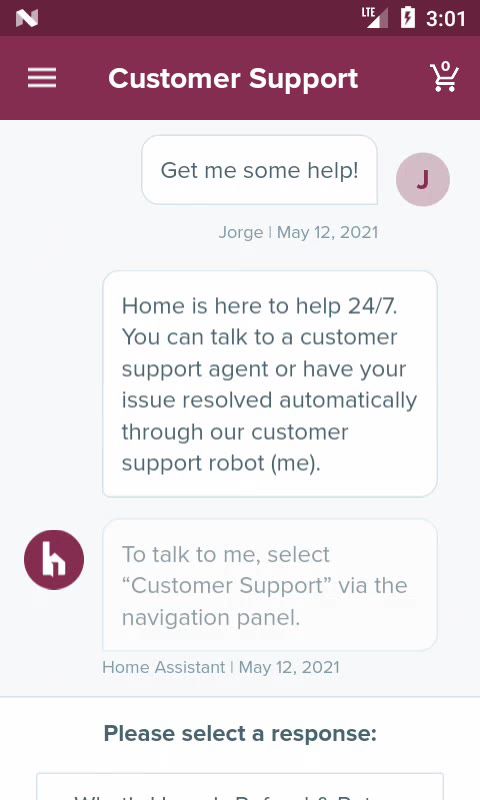 LTE 3:01
Customer Support
0
Get me some help!
J
Jorge | May 12, 2021
Home is here to help 24/7.
You can talk to a customer
support agent or have your
issue resolved automatically
through our customer
support robot (me).
h
To talk to me, select
“Customer Support” via the
navigation panel.
Home Assistant | May 12, 2021
Please select a response: